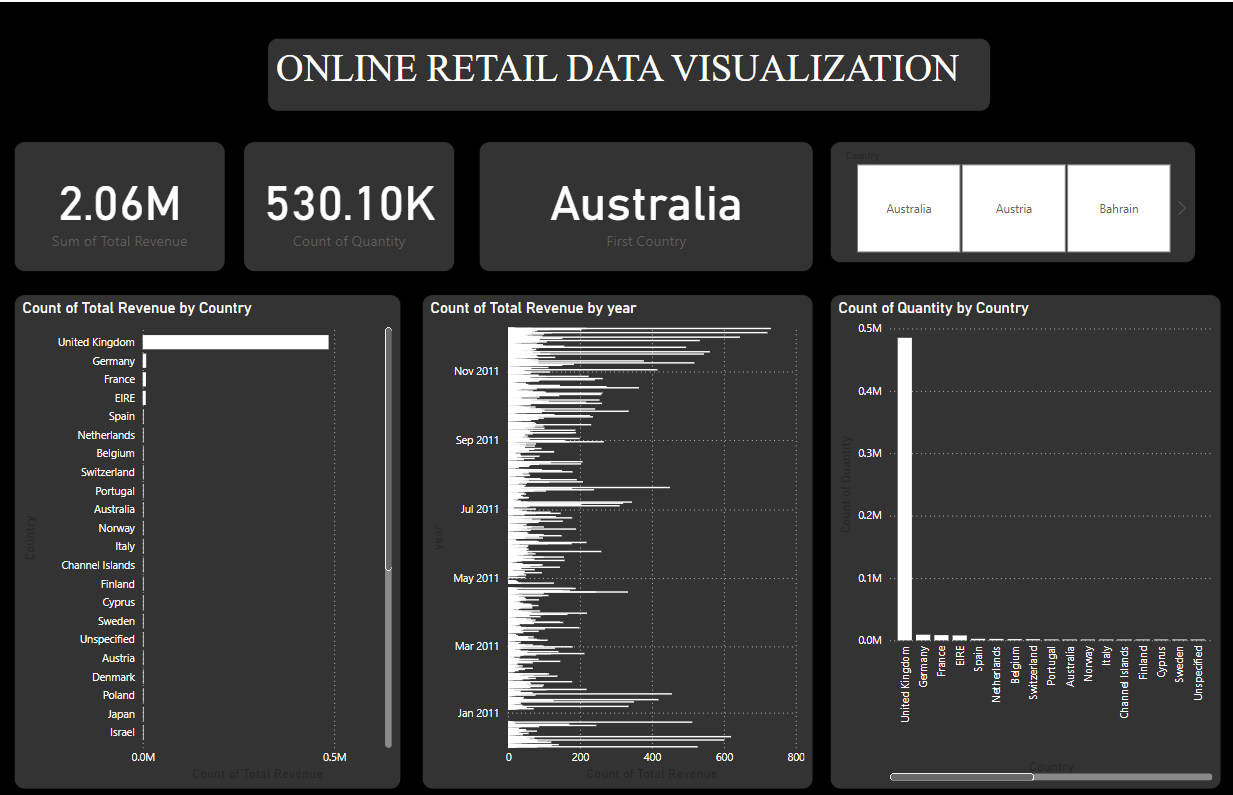 ONLINE RETAIL DATA VISUALIZATION
2.06M
Sum of Total Revenue
530.10K
Count of Quantity
Australia
First Country
Country
Australia
Austria
Bahrain
Count of Total Revenue by Country
Country
United Kingdom
Germany
France
EIRE
Spain
Netherlands
Belgium
Switzerland
Portugal
Australia
Norway
Italy
Channel Islands
Finland
Cyprus
Sweden
Unspecified
Austria
Denmark
Poland
Japan
Israel
0.0M 0.5M
Count of Total Revenue
Count of Total Revenue by year
year
Nov 2011
Sep 2011
Jul 2011
May 2011
Mar 2011
Jan 2011
0 200 400 600 800
Count of Total Revenue
Count of Quantity by Country
Count of Quantity
0.5M
0.4M
0.3M
0.2M
0.1M
0.0M
United Kingdom
Germany
France
EIRE
Spain
Netherlands
Belgium
Switzerland
Portugal
Australia
Norway
Italy
Channel Islands
Finland
Cyprus
Sweden
Unspecified
Country